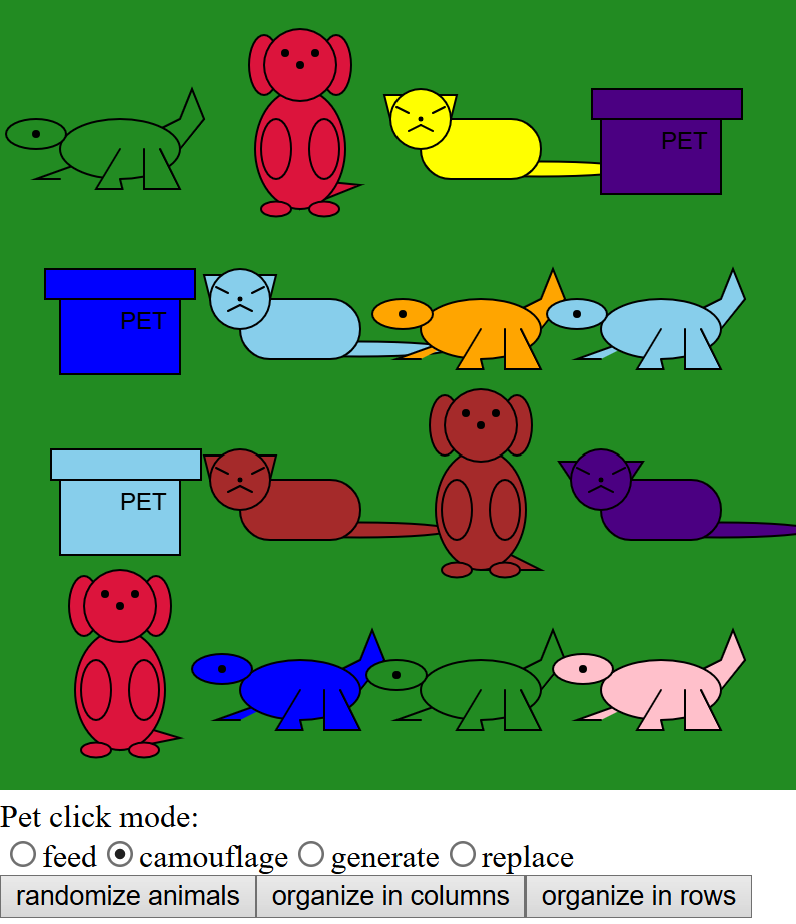 PET
PET
PET
Pet click mode:
feed camouflage generate replace
randomize animals organize in columns organize in rows